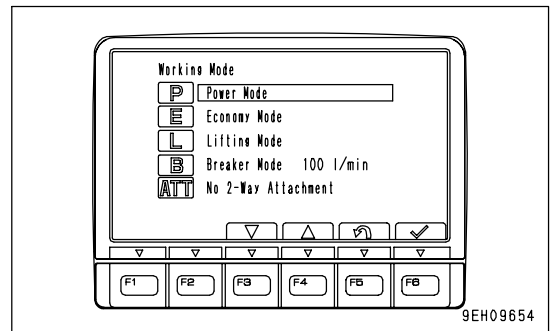 Working Mode
P Power Mode
E Economy Mode
L Lifting Mode
B Breaker Mode 100 l/min
ATT No 2-Way Attachment
F1 F2 F3 F4 F5 F6
9EH09654